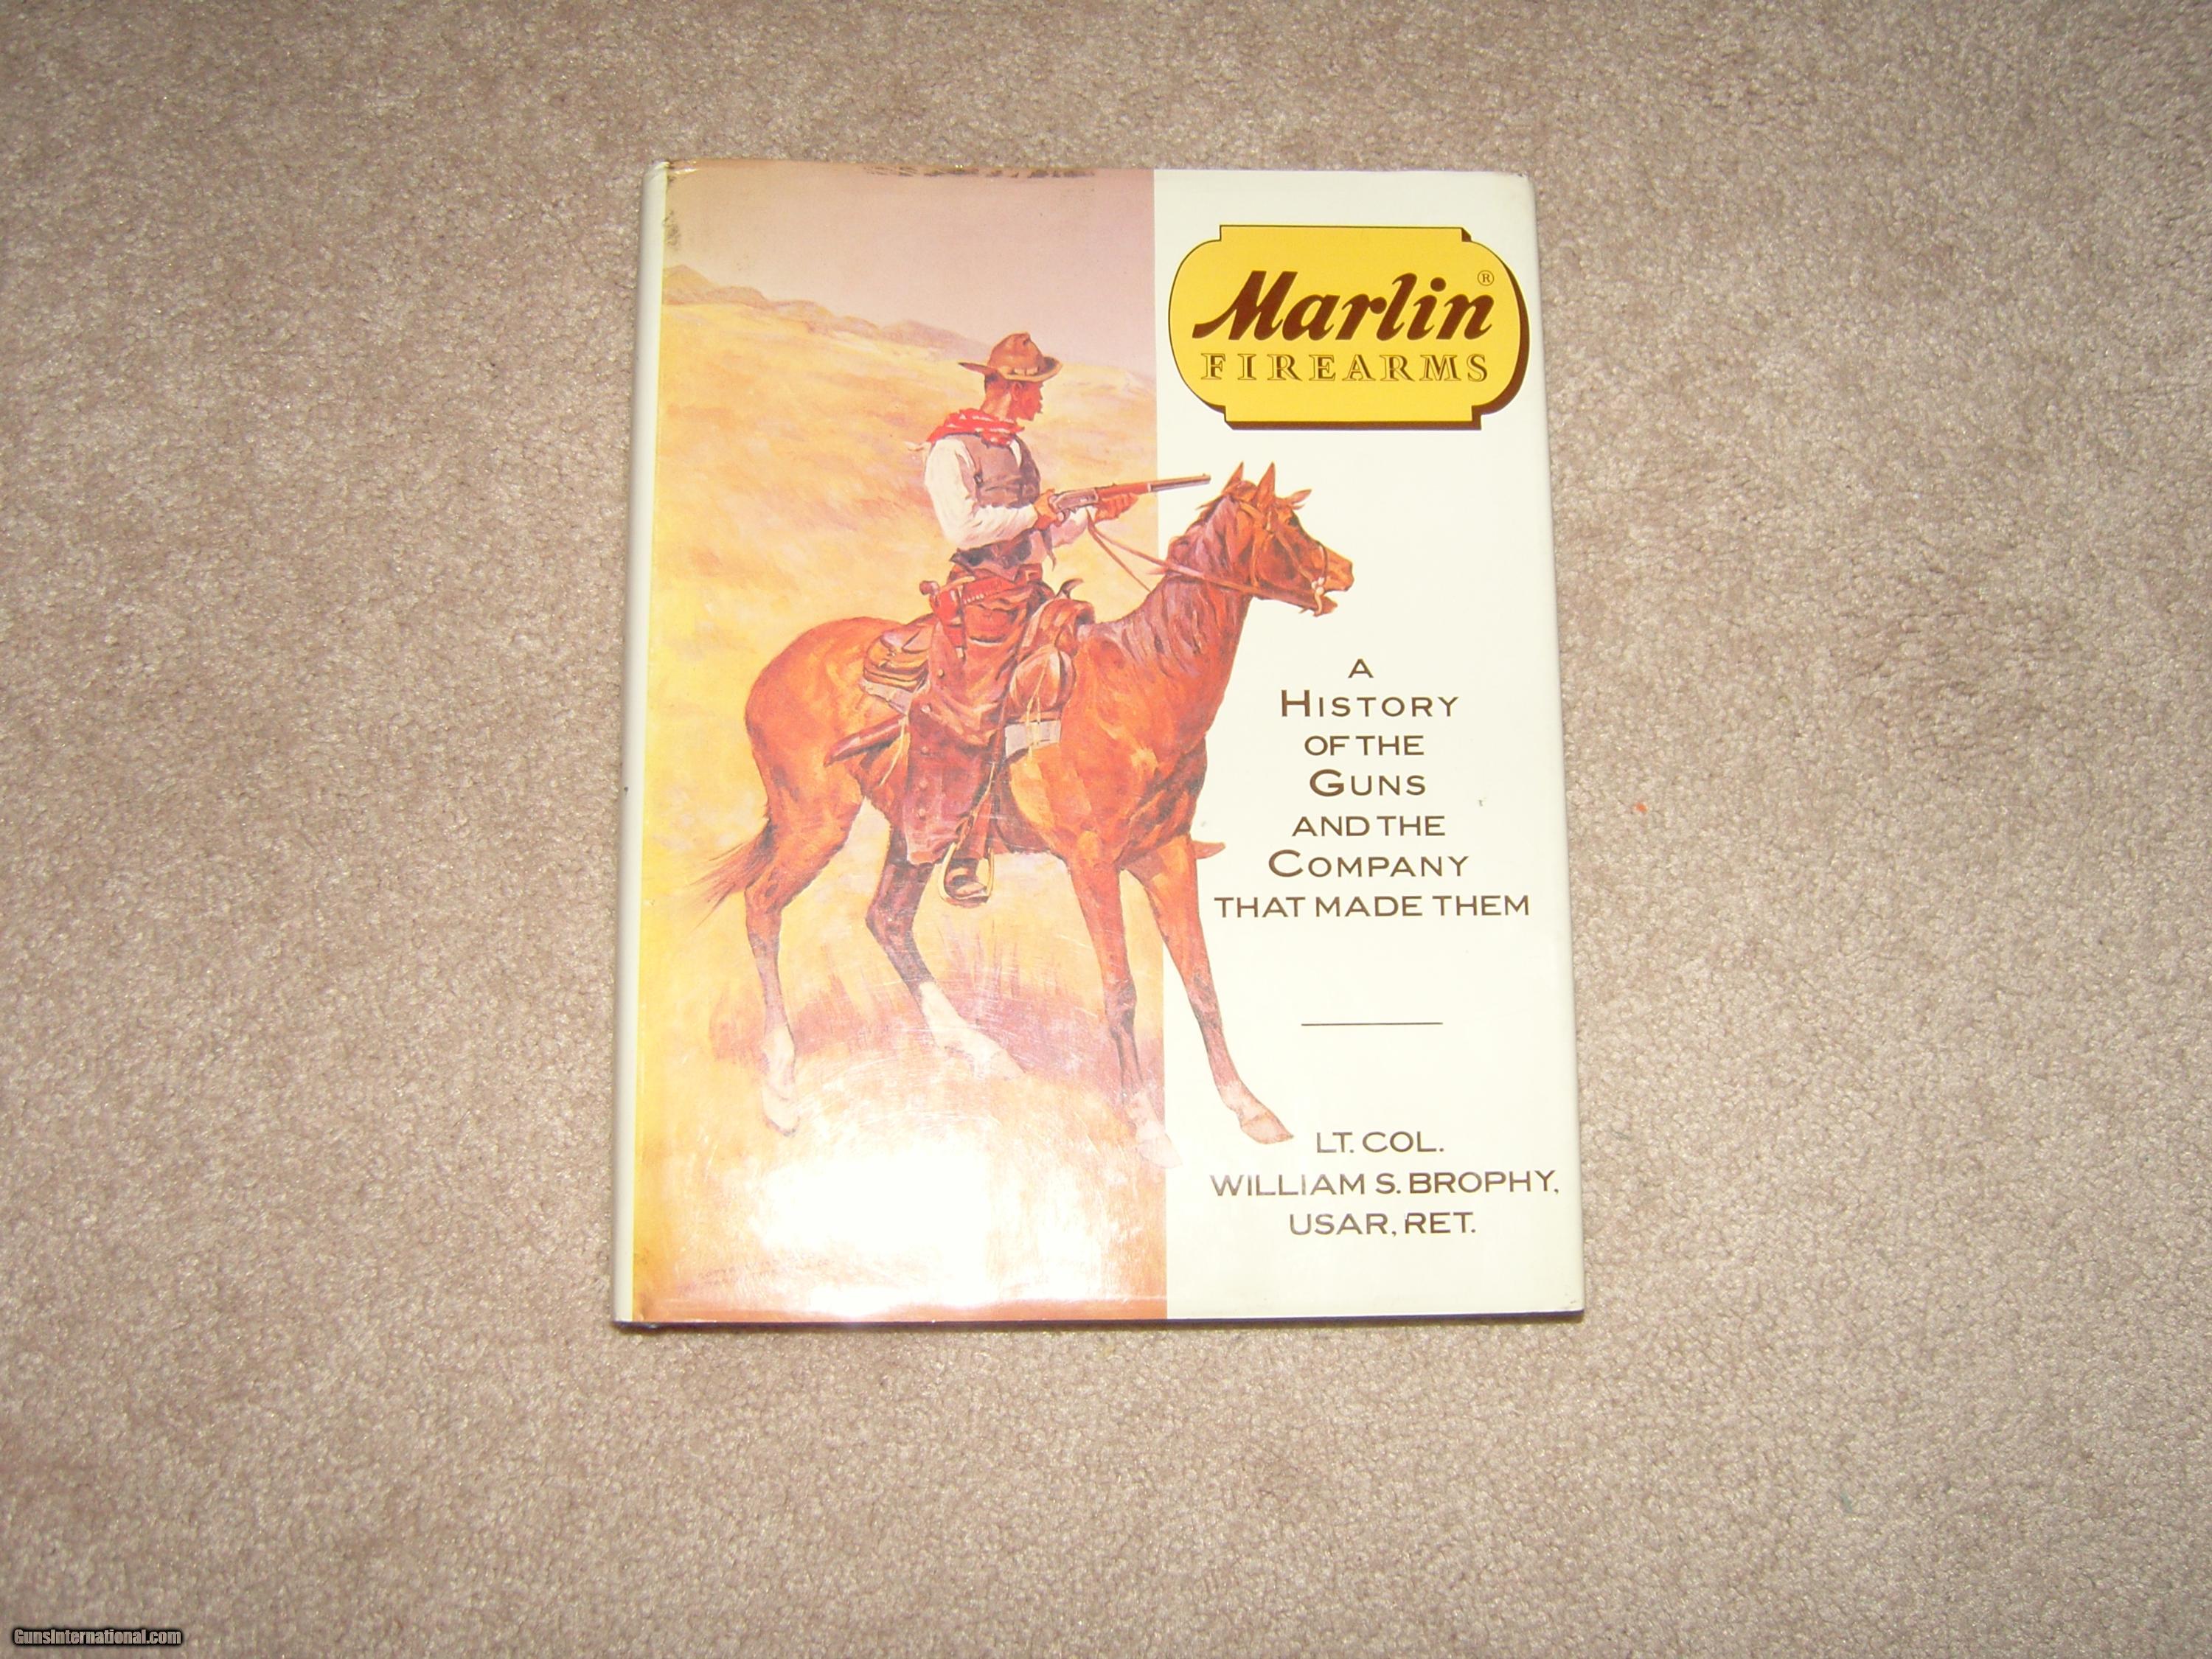 Marlin®
FIREARMS
A
HISTORY
OF THE
GUNS
AND THE
COMPANY
THAT MADE THEM
LT. COL.
WILLIAM S. BROPHY,
USAR, RET.
GunsInternational.com